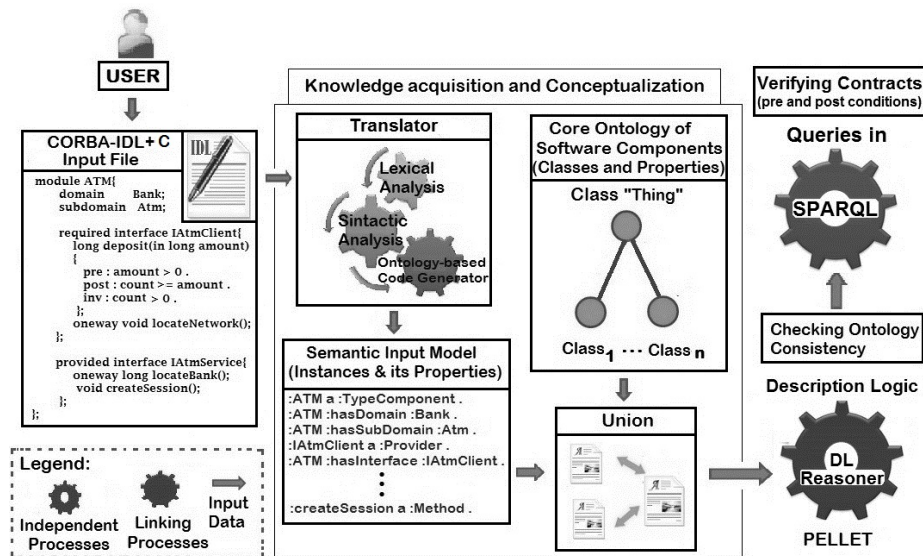 USER
CORBA-IDL+ C
Input File
IDL
module ATM{
domain Bank;
subdomain Atm;
required interface IAtmClient{
long deposit(in long amount)
{
pre : amount > 0 .
post : count >= amount .
inv : count > 0 .
};
oneway void locateNetwork();
};
provided interface IAtmService{
oneway long locateBank();
void createSession();
};
};
Legend:
Independent
Processes
Linking
Processes
Input
Data
Knowledge acquisition and Conceptualization
Translator
Lexical
Analysis
Sintactic
Analysis
Ontology-based
Code Generator
Semantic Input Model
(Instances & its Properties)
:ATM a :TypeComponent .
:ATM :hasDomain :Bank .
:ATM :hasSubDomain :Atm .
:IAtmClient a :Provider .
:ATM :hasInterface :IAtmClient .
:createSession a :Method .
Core Ontology of
Software Components
(Classes and Properties)
Class "Thing"
Class 1 ··· Class n
Union
Verifying Contracts
(pre and post conditions)
Queries in
SPARQL
Checking Ontology
Consistency
Description Logic
DL
Reasoner
PELLET